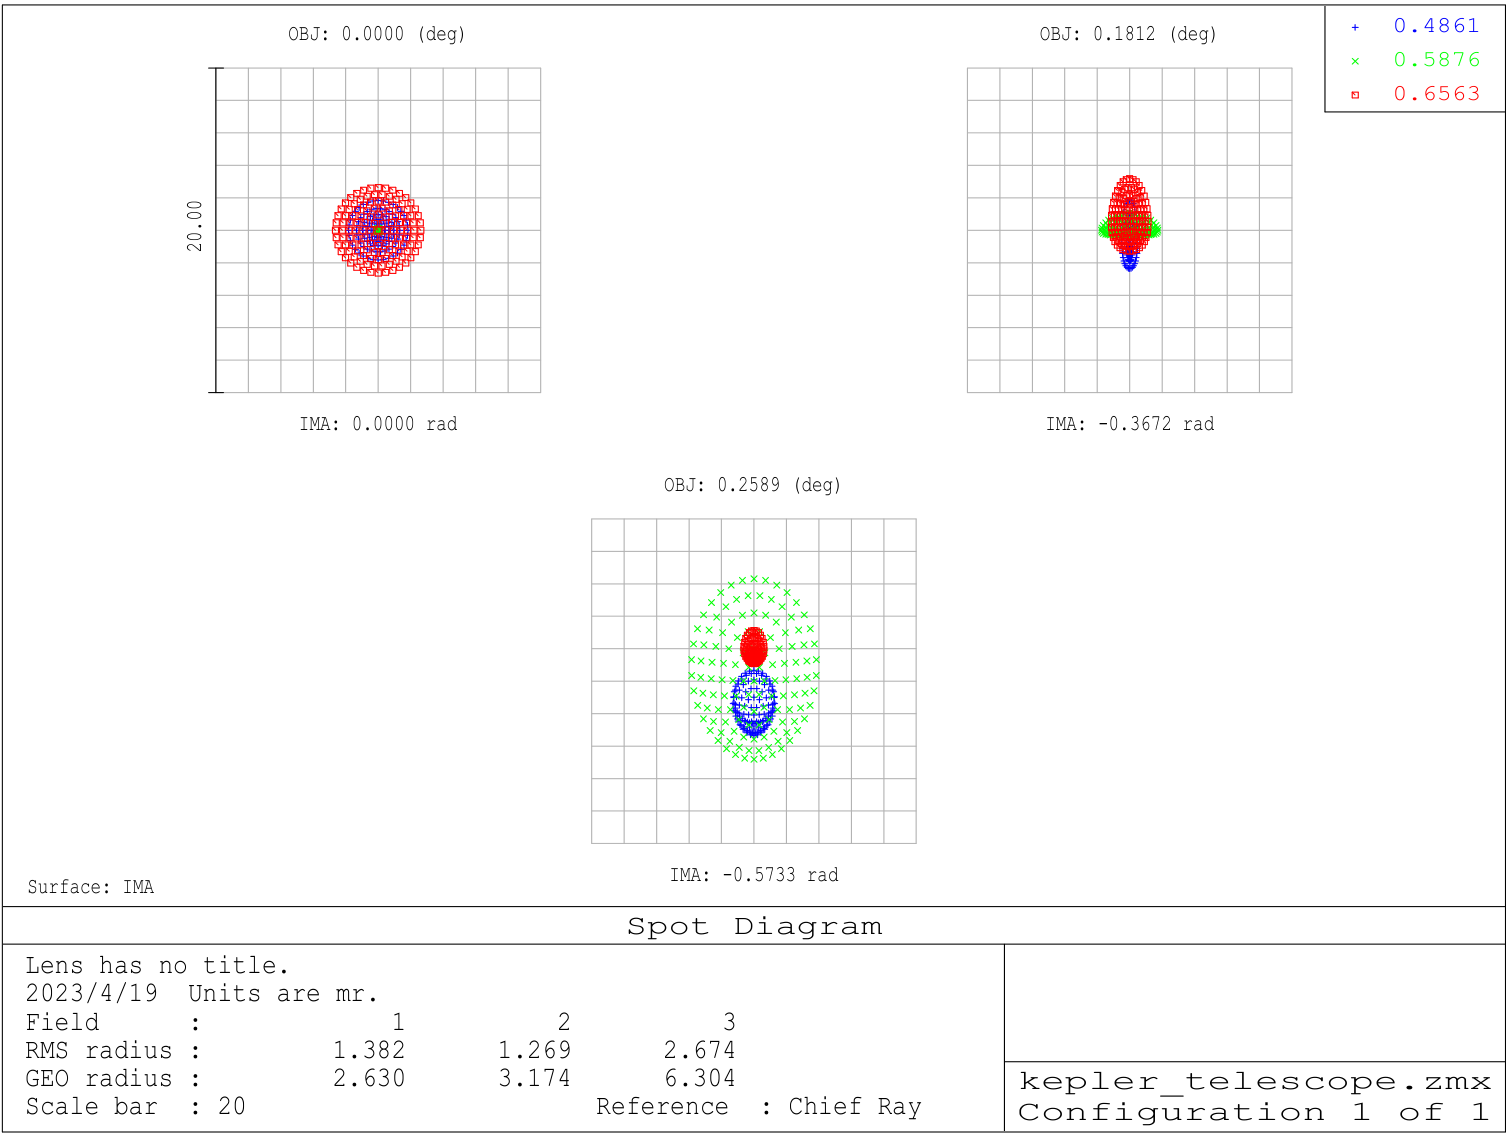 OBJ: 0.0000 (deg)
OBJ: 0.1812 (deg)
+ 0.4861
× 0.5876
0.6563
20.00
IMA: 0.0000 rad
IMA: -0.3672 rad
OBJ: 0.2589 (deg)
IMA: -0.5733 rad
Surface: IMA
Spot Diagram
Lens has no title.
2023/4/19 Units are mr.
Field : 1 2 3
RMS radius : 1.382 1.269 2.674
GEO radius : 2.630 3.174 6.304
Scale bar : 20 Reference : Chief Ray
kepler_telescope.zmx
Configuration 1 of 1